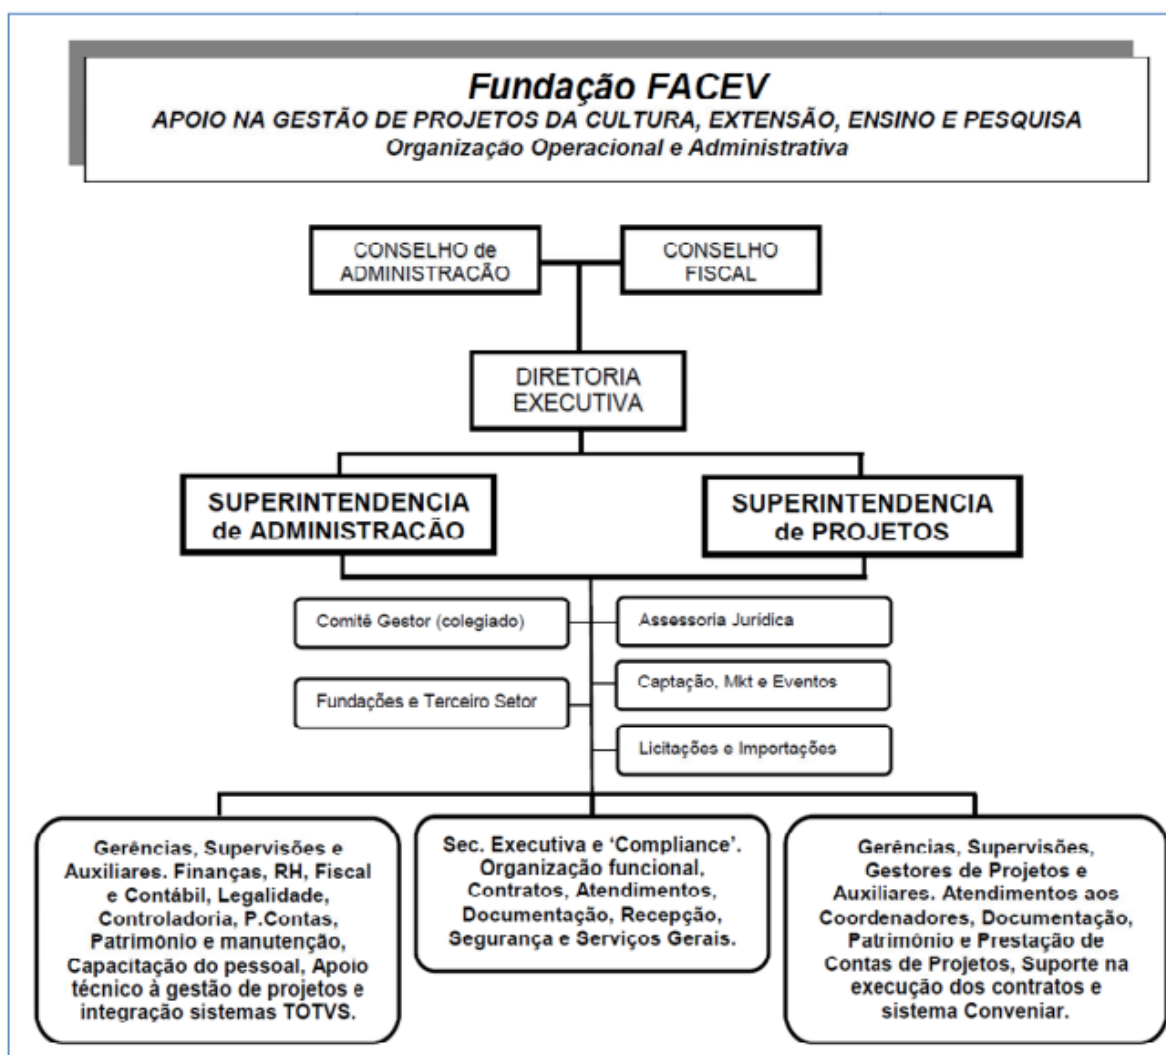 Fundação FACEV
APOIO NA GESTÃO DE PROJETOS DA CULTURA, EXTENSÃO, ENSINO E PESQUISA
Organização Operacional e Administrativa
CONSELHO de
ADMINISTRAÇÃO
CONSELHO
FISCAL
DIRETORIA
EXECUTIVA
SUPERINTENDENCIA
de ADMINISTRAÇÃO
SUPERINTENDENCIA
de PROJETOS
Comitê Gestor (colegiado)
Assessoria Jurídica
Captação, Mkt e Eventos
Fundações e Terceiro Setor
Licitações e Importações
Gerências, Supervisões e
Auxiliares. Finanças, RH, Fiscal
e Contábil, Legalidade,
Controladoria, P.Contas,
Patrimônio e manutenção,
Capacitação do pessoal, Apoio
técnico à gestão de projetos e
integração sistemas TOTVS.
Sec. Executiva e ‘Compliance’.
Organização funcional,
Contratos, Atendimentos,
Documentação, Recepção,
Segurança e Serviços Gerais.
Gerências, Supervisões,
Gestores de Projetos e
Auxiliares. Atendimentos aos
Coordenadores, Documentação,
Patrimônio e Prestação de
Contas de Projetos, Suporte na
execução dos contratos e
sistema Conveniar.